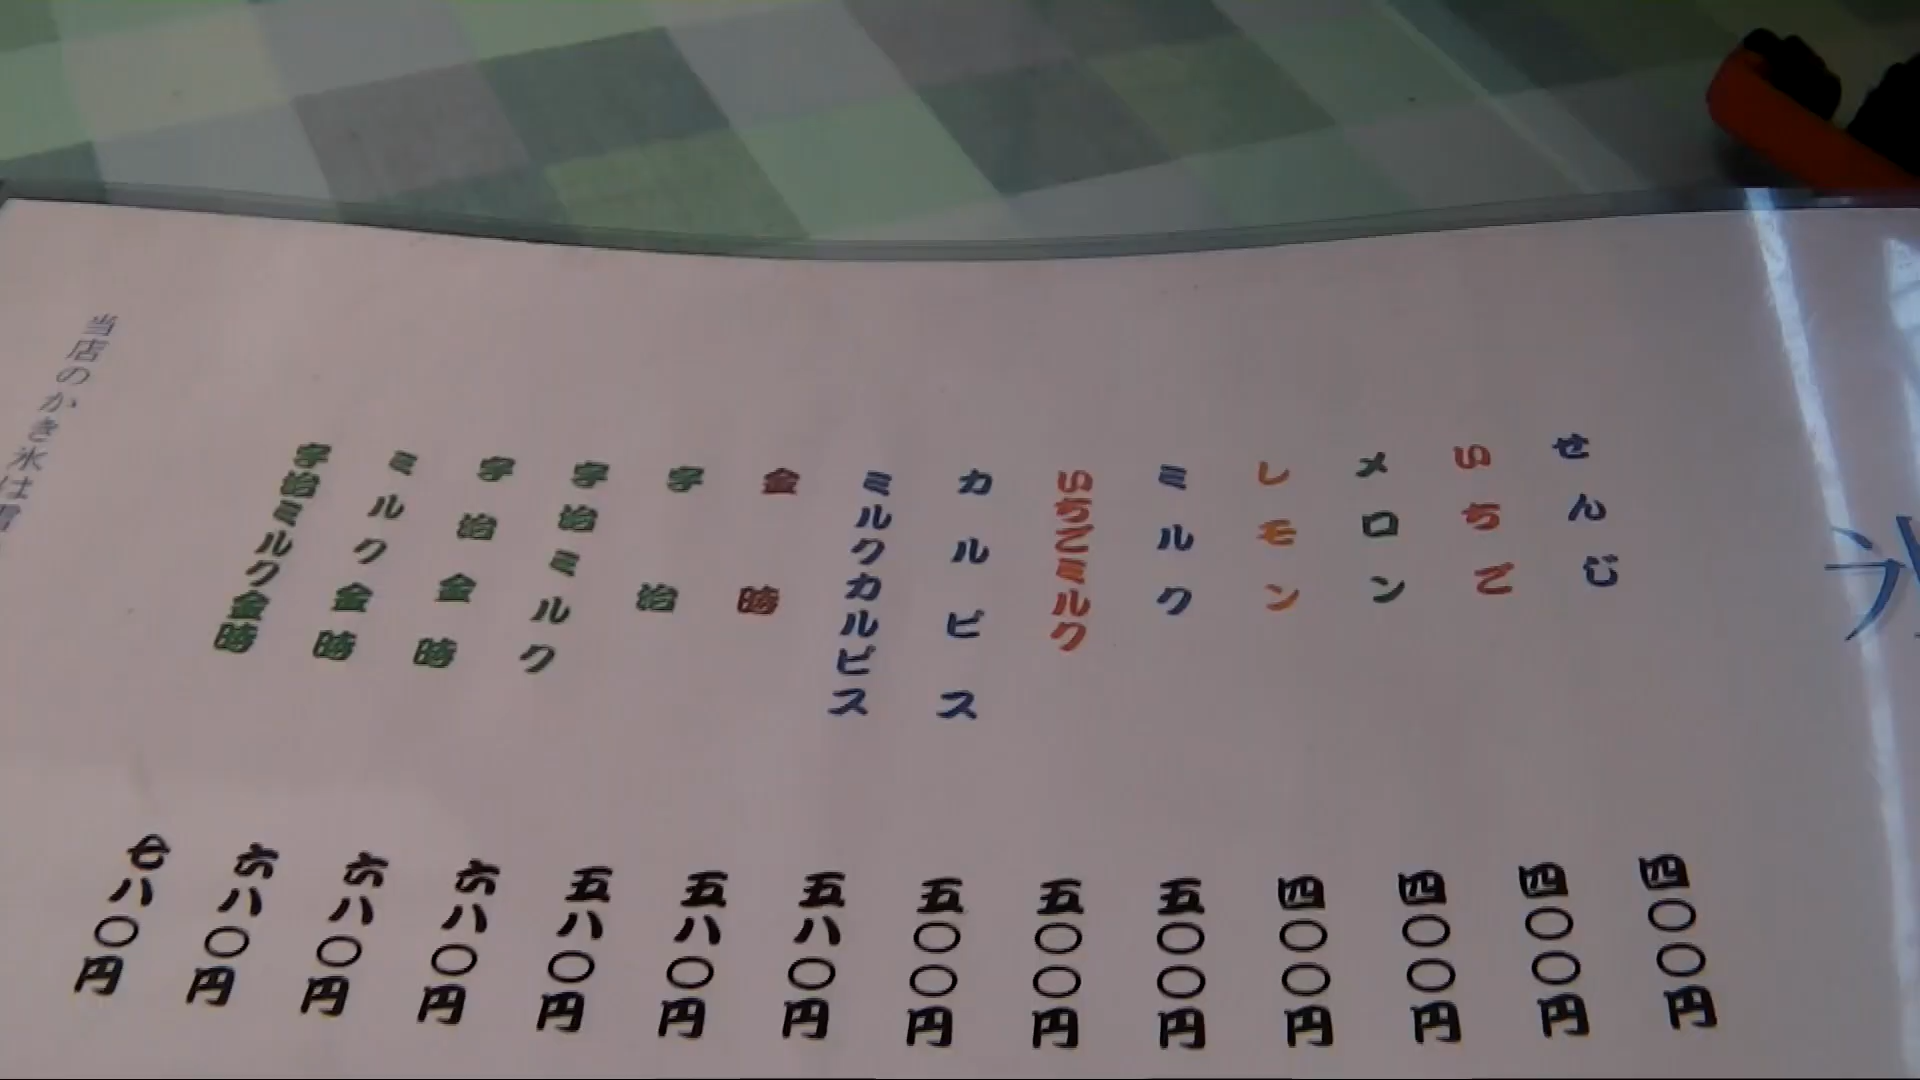 せんじ 四〇〇円
いちご 四〇〇円
メロン 四〇〇円
レモン 四〇〇円
ミルク 五〇〇円
いちごミルク 五〇〇円
カルピス 五〇〇円
ミルクカルピス 五八〇円
金時 五八〇円
宇治 五八〇円
宇治ミルク 六八〇円
宇治金時 六八〇円
ミルク金時 六八〇円
宇治ミルク金時 七八〇円
当店のかき氷は